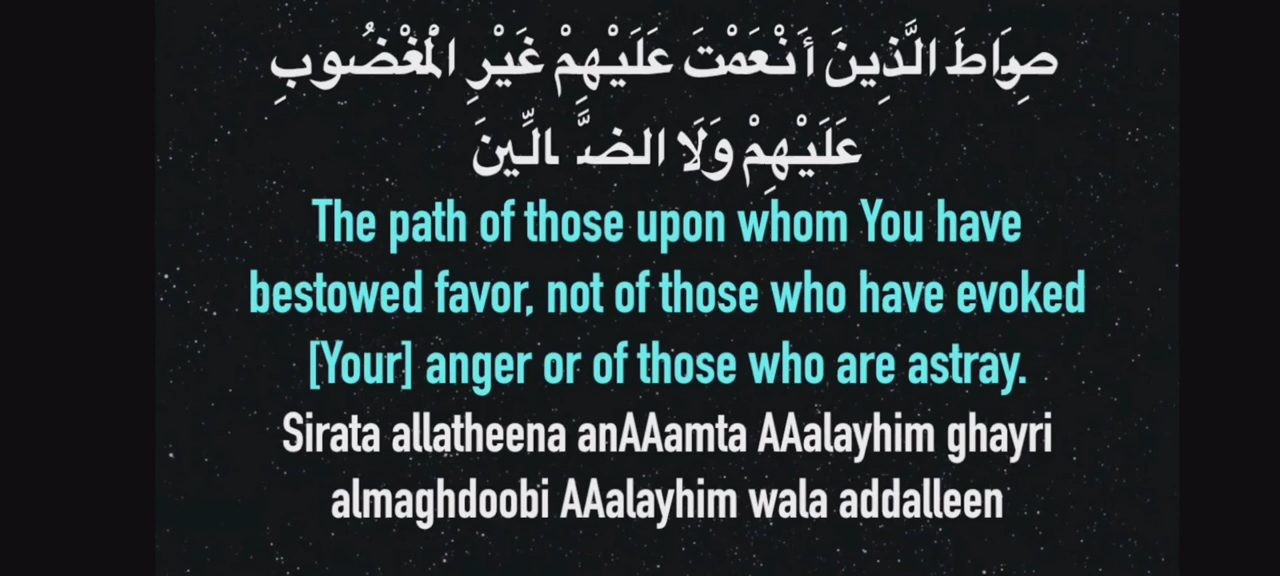 صِرَاطَ الَّذِينَ أَنْعَمْتَ عَلَيْهِمْ غَيْرِ الْمَغْضُوبِ
عَلَيْهِمْ وَلَا الضَّالِّينَ
The path of those upon whom You have
bestowed favor, not of those who have evoked
[Your] anger or of those who are astray.
Sirata allatheena anAAamta AAalayhim ghayri
almaghdoobi AAalayhim wala addalleen